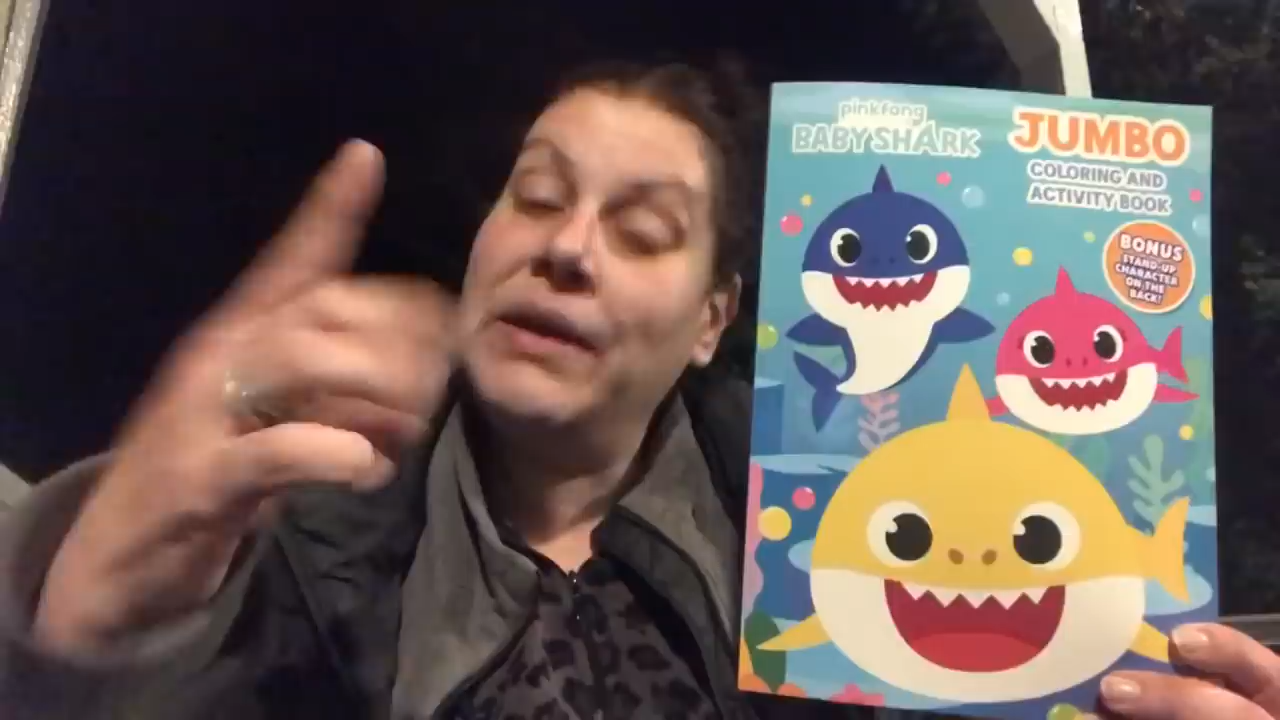 pinkfong
BABY SHARK
JUMBO
COLORING AND
ACTIVITY BOOK
BONUS
STAND-UP
CHARACTER
ON THE
BACK!